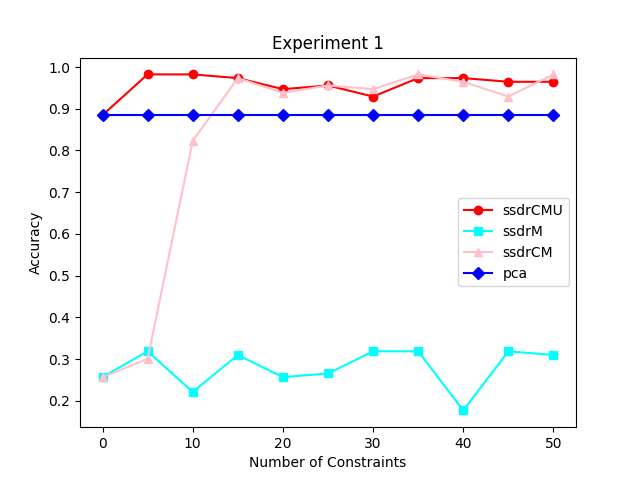 Experiment 1
Accuracy
1.0
0.9
0.8
0.7
0.6
0.5
0.4
0.3
0.2
ssdrCMU
ssdrM
ssdrCM
pca
0 10 20 30 40 50
Number of Constraints